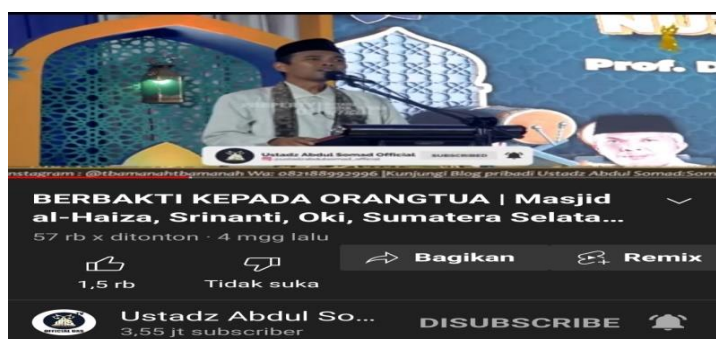 NU
Prof. D
Ustadz Abdul Somad Official
SUBSCRIBED
nstagram : @tbamanahtbamanah Wa: 082188992996 |Kunjungi Blog pribadi Ustadz Abdul Somad:Som
BERBAKTI KEPADA ORANGTUA | Masjid
al-Haiza, Srinanti, Oki, Sumatera Selata...
57 rb x ditonton · 4 mgg lalu
1,5 rb
Tidak suka
Bagikan
Remix
Ustadz Abdul So...
3,55 jt subscriber
DISUBSCRIBE